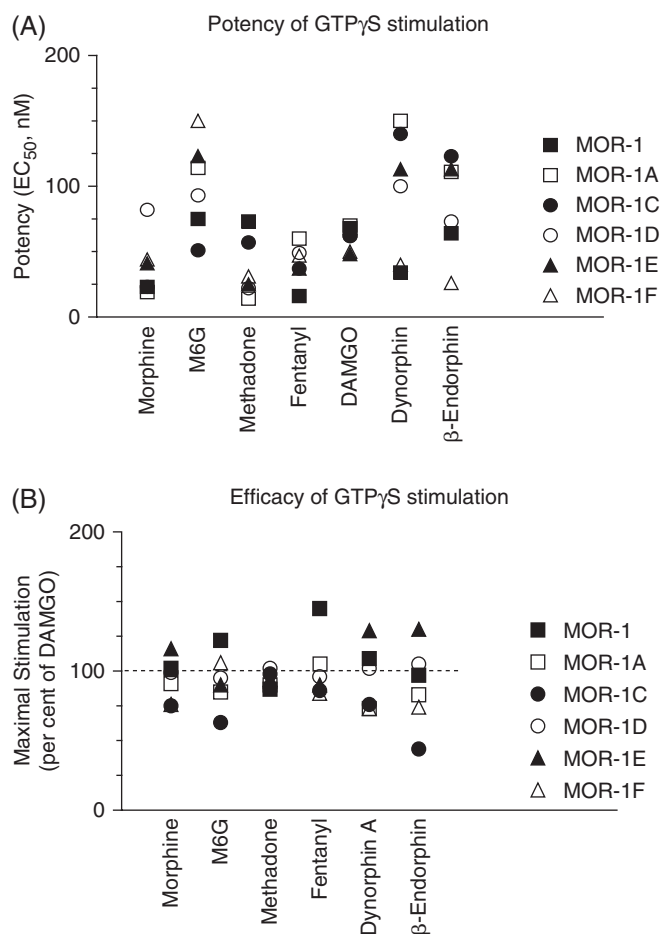 (A)
Potency of GTPγS stimulation
200
100
0
Potency (EC50, nM)
Morphine
M6G
Methadone
Fentanyl
DAMGO
Dynorphin
β-Endorphin
MOR-1
MOR-1A
MOR-1C
MOR-1D
MOR-1E
MOR-1F
(B)
Efficacy of GTPγS stimulation
200
100
0
Maximal Stimulation
(per cent of DAMGO)
Morphine
M6G
Methadone
Fentanyl
Dynorphin A
β-Endorphin
MOR-1
MOR-1A
MOR-1C
MOR-1D
MOR-1E
MOR-1F